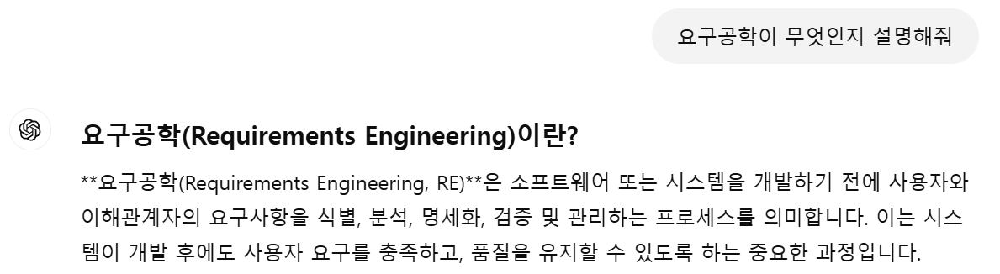 요구공학이 무엇인지 설명해줘
요구공학(Requirements Engineering)이란?
**요구공학(Requirements Engineering, RE)**은 소프트웨어 또는 시스템을 개발하기 전에 사용자와
이해관계자의 요구사항을 식별, 분석, 명세화, 검증 및 관리하는 프로세스를 의미합니다. 이는 시스
템이 개발 후에도 사용자 요구를 충족하고, 품질을 유지할 수 있도록 하는 중요한 과정입니다.